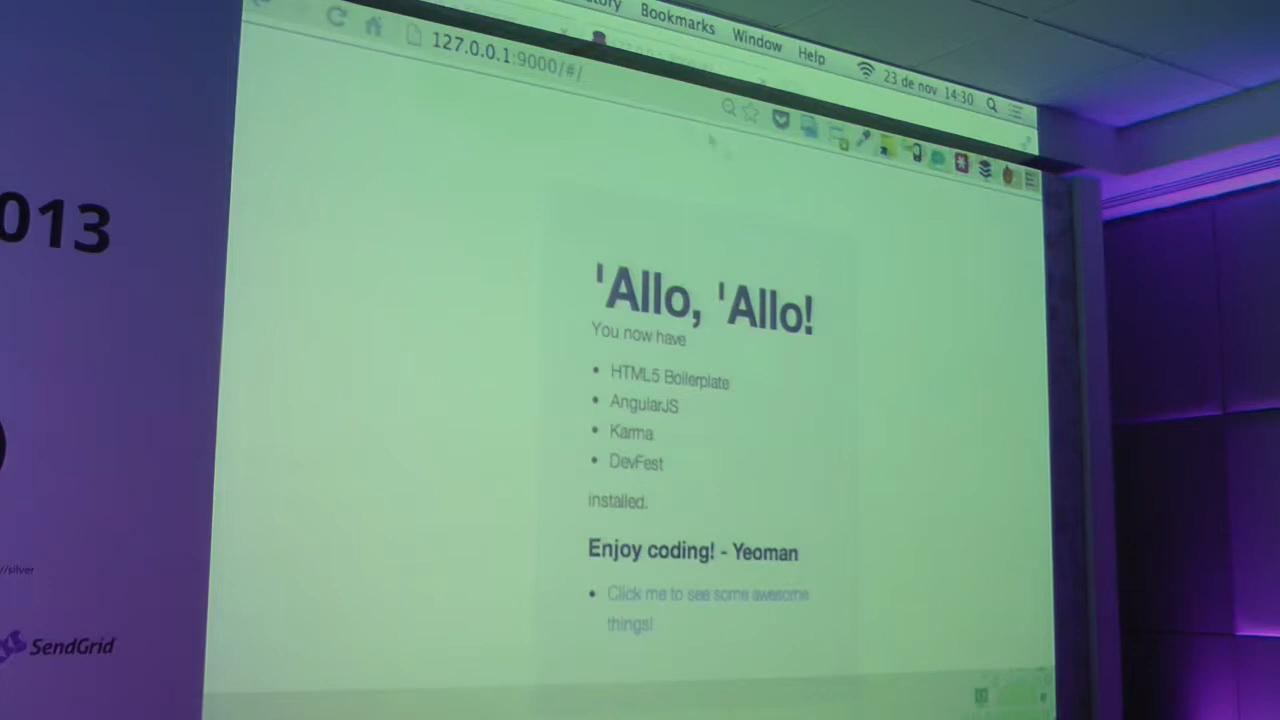 Bookmarks Window Help
23 de nov 14:30
127.0.0.1:9000/#/
013
'Allo, 'Allo!
You now have
HTML5 Boilerplate
AngularJS
Karma
DevFest
installed.
Enjoy coding! - Yeoman
Click me to see some awesome
things!
//silver
SendGrid